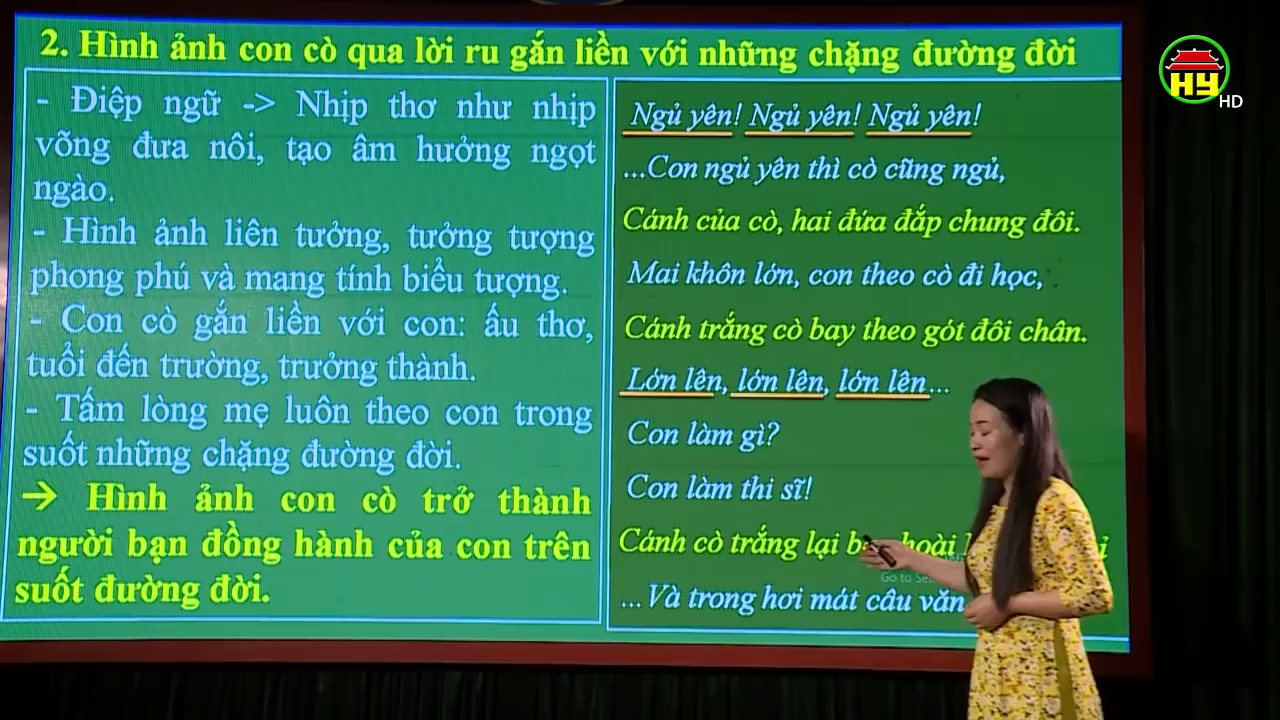 2. Hình ảnh con cò qua lời ru gắn liền với những chặng đường đời
- Điệp ngữ -> Nhịp thơ như nhịp
võng đưa nôi, tạo âm hưởng ngọt
ngào.
- Hình ảnh liên tưởng, tưởng tượng
phong phú và mang tính biểu tượng.
- Con cò gắn liền với con: ấu thơ,
tuổi đến trường, trưởng thành.
- Tấm lòng mẹ luôn theo con trong
suốt những chặng đường đời.
→ Hình ảnh con cò trở thành
người bạn đồng hành của con trên
suốt đường đời.
Ngủ yên! Ngủ yên! Ngủ yên!
...Con ngủ yên thì cò cũng ngủ,
Cánh của cò, hai đứa đắp chung đôi.
Mai khôn lớn, con theo cò đi học,
Cánh trắng cò bay theo gót đôi chân.
Lớn lên, lớn lên, lớn lên...
Con làm gì?
Con làm thi sĩ!
Cánh cò trắng lại hoài
Go to
...Và trong hơi mát câu văn
HY
HD